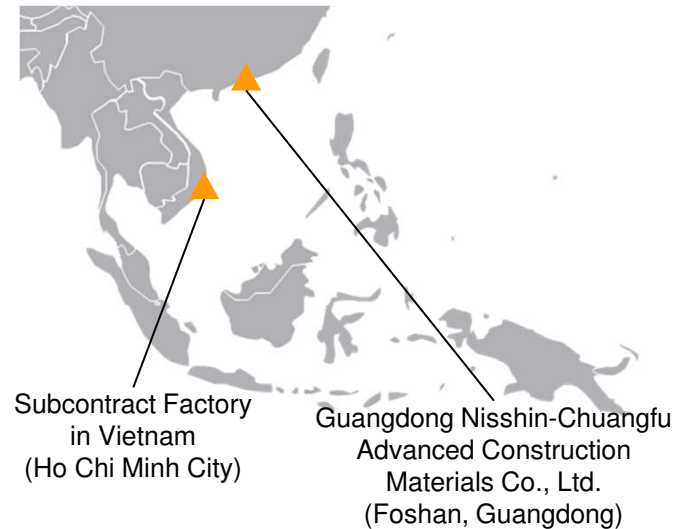 Subcontract Factory
in Vietnam
(Ho Chi Minh City)
Guangdong Nisshin-Chuangfu
Advanced Construction
Materials Co., Ltd.
(Foshan, Guangdong)